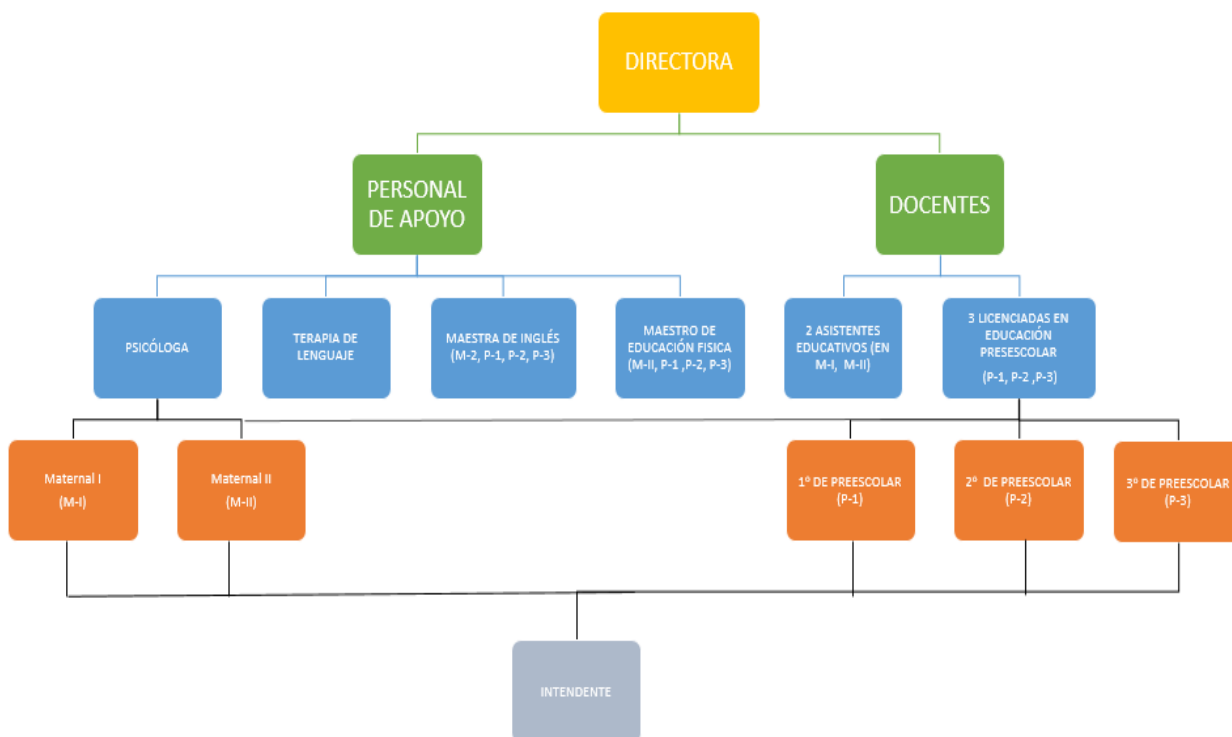 DIRECTORA
PERSONAL
DE APOYO
DOCENTES
PSICÓLOGA
TERAPIA DE
LENGUAJE
MAESTRA DE INGLÉS
(M-2, P-1, P-2, P-3)
MAESTRO DE
EDUCACIÓN FISICA
(M-II, P-1 ,P-2, P-3)
2 ASISTENTES
EDUCATIVOS (EN
M-I, M-II)
3 LICENCIADAS EN
EDUCACIÓN
PRESESCOLAR
(P-1, P-2 ,P-3)
Maternal I
(M-I)
Maternal II
(M-II)
1º DE PREESCOLAR
(P-1)
2º DE PREESCOLAR
(P-2)
3º DE PREESCOLAR
(P-3)
INTENDENTE